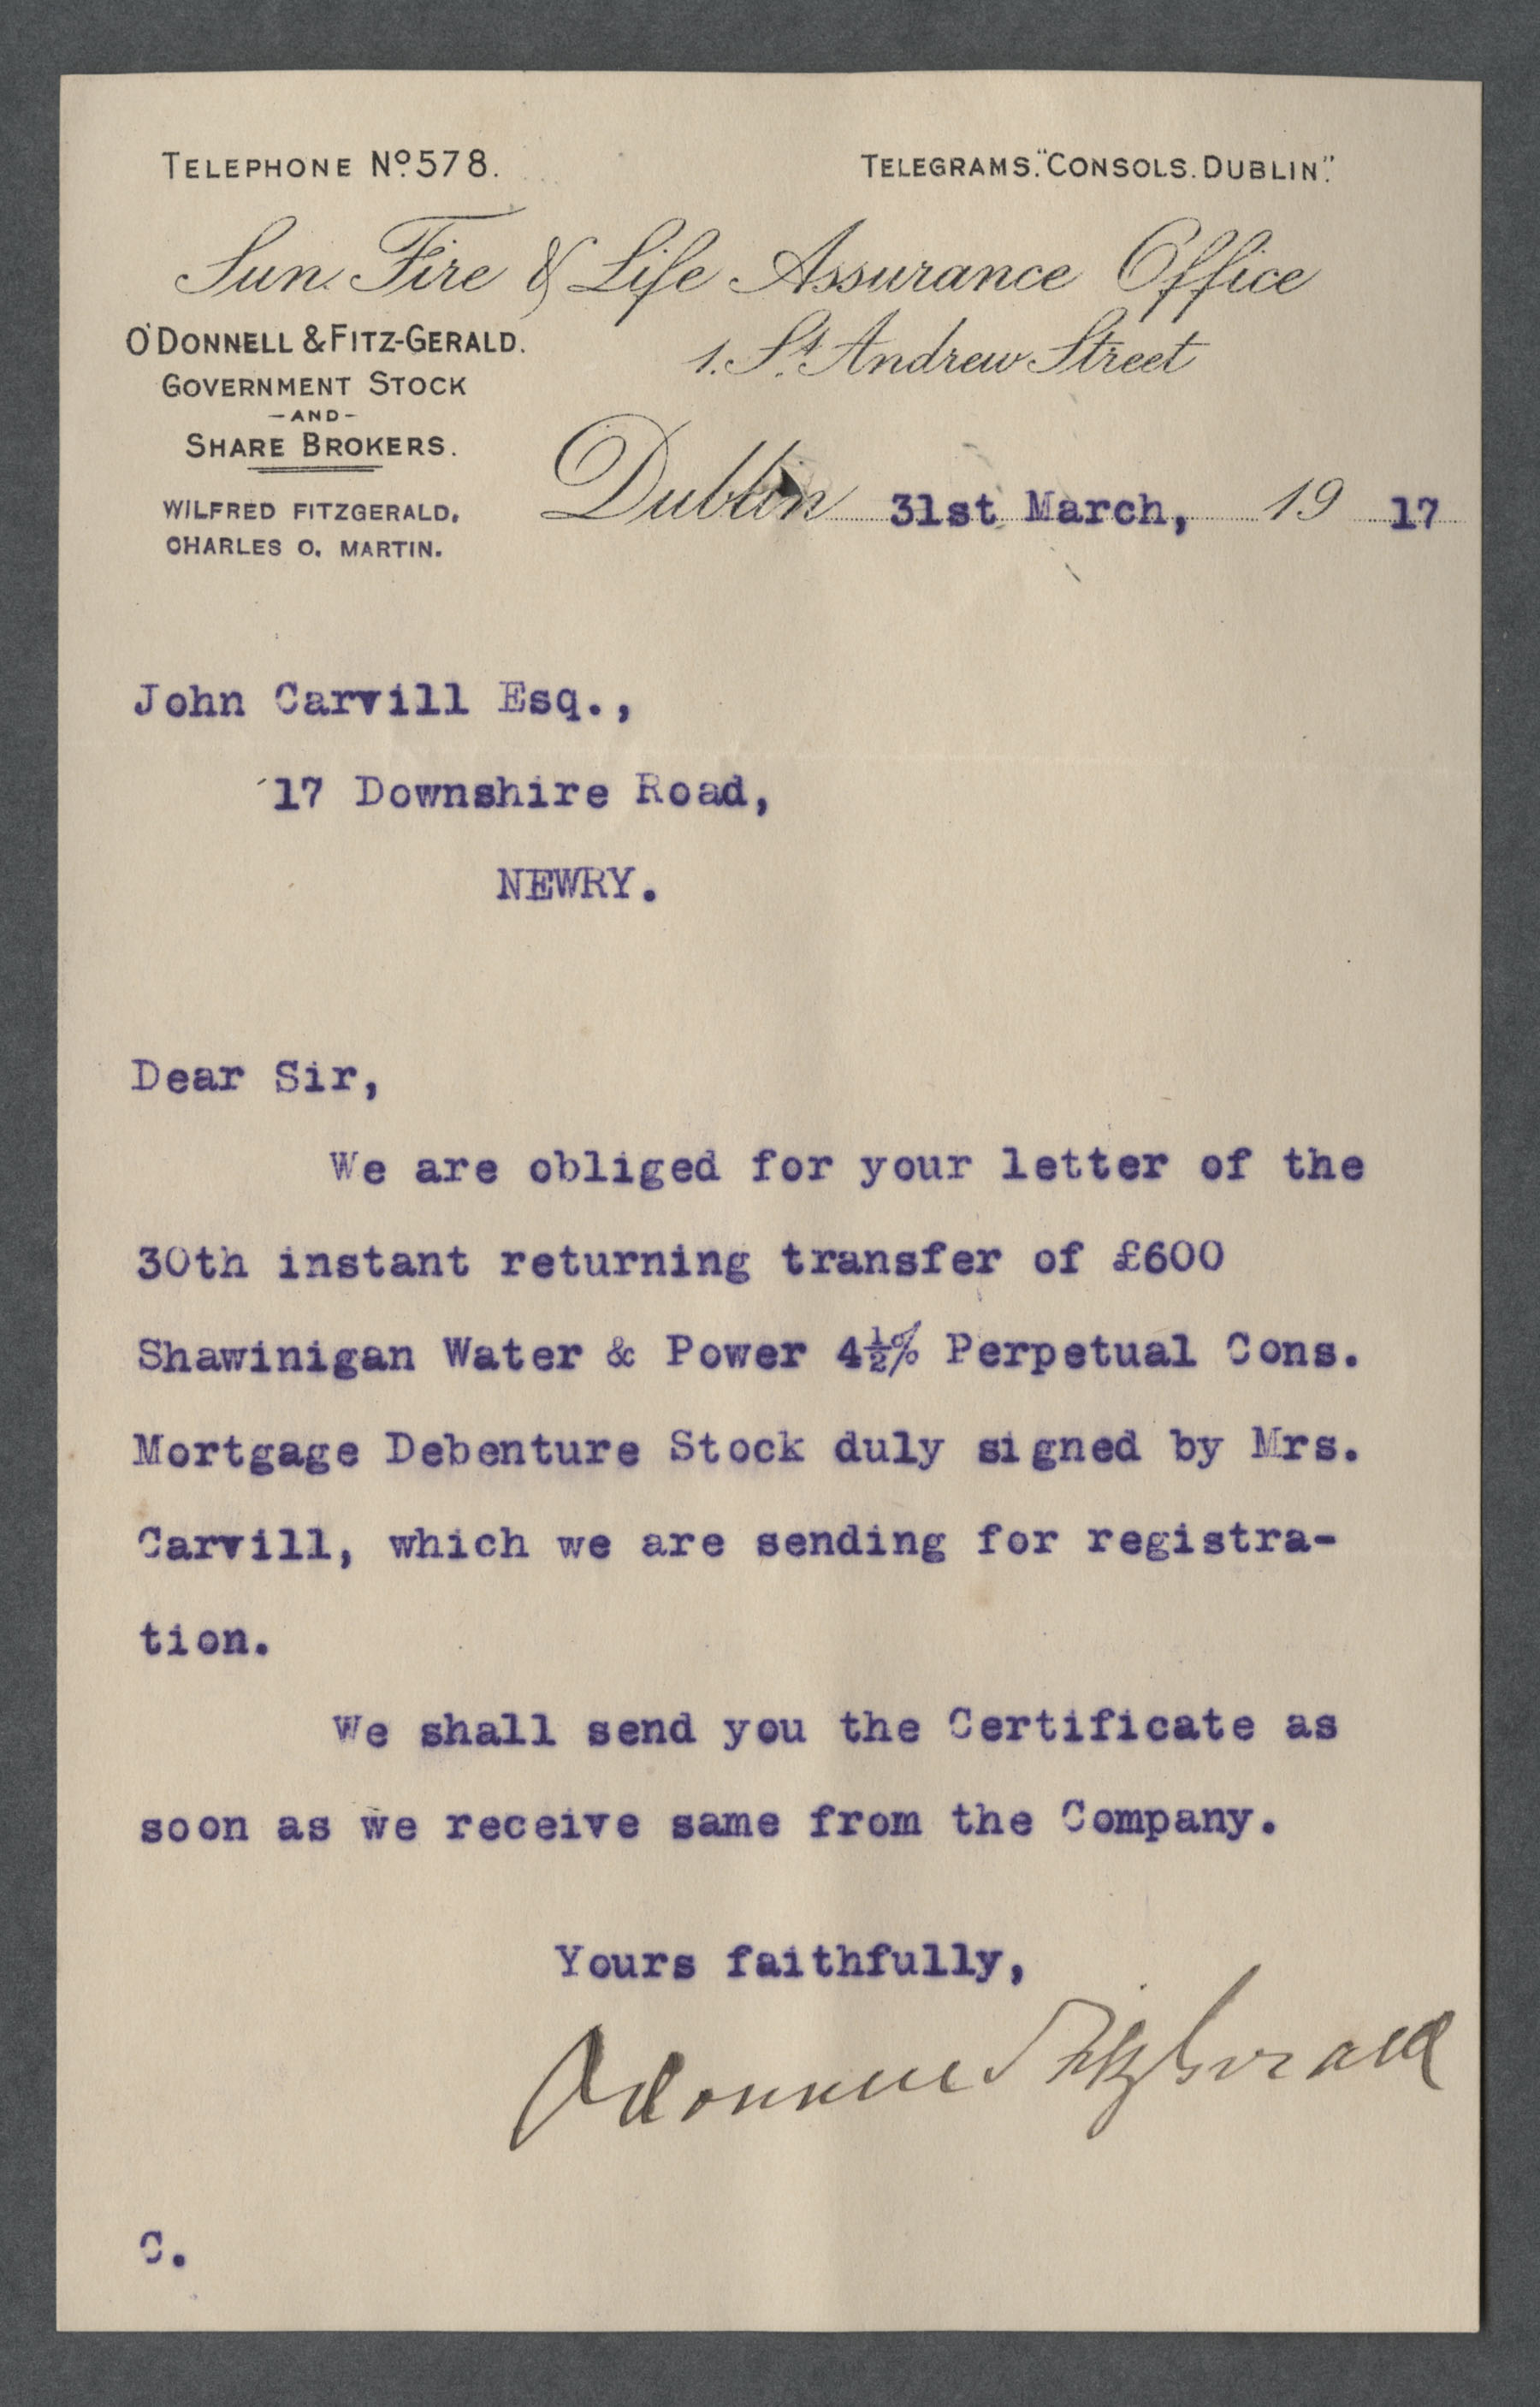 TELEPHONE Nº 578.
TELEGRAMS. "CONSOLS. DUBLIN".
Sun Fire & Life Assurance Office
O'DONNELL & FITZ-GERALD.
1. St. Andrew Street
GOVERNMENT STOCK
- AND -
SHARE BROKERS.
WILFRED FITZGERALD.
CHARLES O. MARTIN.
Dublin 31st March, 19 17
John Carvill Esq.,
17 Downshire Road,
NEWRY.
Dear Sir,
We are obliged for your letter of the
30th instant returning transfer of £600
Shawinigan Water & Power 4½% Perpetual Cons.
Mortgage Debenture Stock duly signed by Mrs.
Carvill, which we are sending for registra-
tion.
We shall send you the Certificate as
soon as we receive same from the Company.
Yours faithfully,
O'Donnell FitzGerald
C.